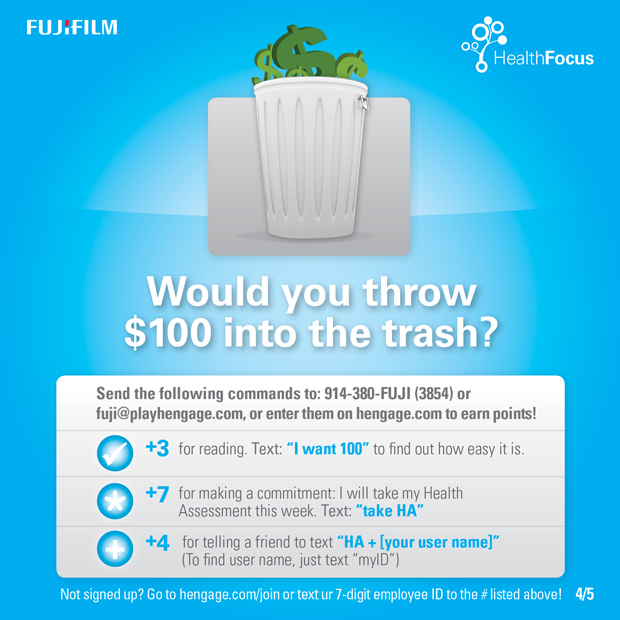 FUJIFILM
HealthFocus
Would you throw
$100 into the trash?
Send the following commands to: 914-380-FUJI (3854) or
fuji@playhengage.com, or enter them on hengage.com to earn points!
+3 for reading. Text: “I want 100” to find out how easy it is.
+7 for making a commitment: I will take my Health
Assessment this week. Text: “take HA”
+4 for telling a friend to text “HA + [your user name]”
(To find user name, just text “myID”)
Not signed up? Go to hengage.com/join or text ur 7-digit employee ID to the # listed above! 4/5